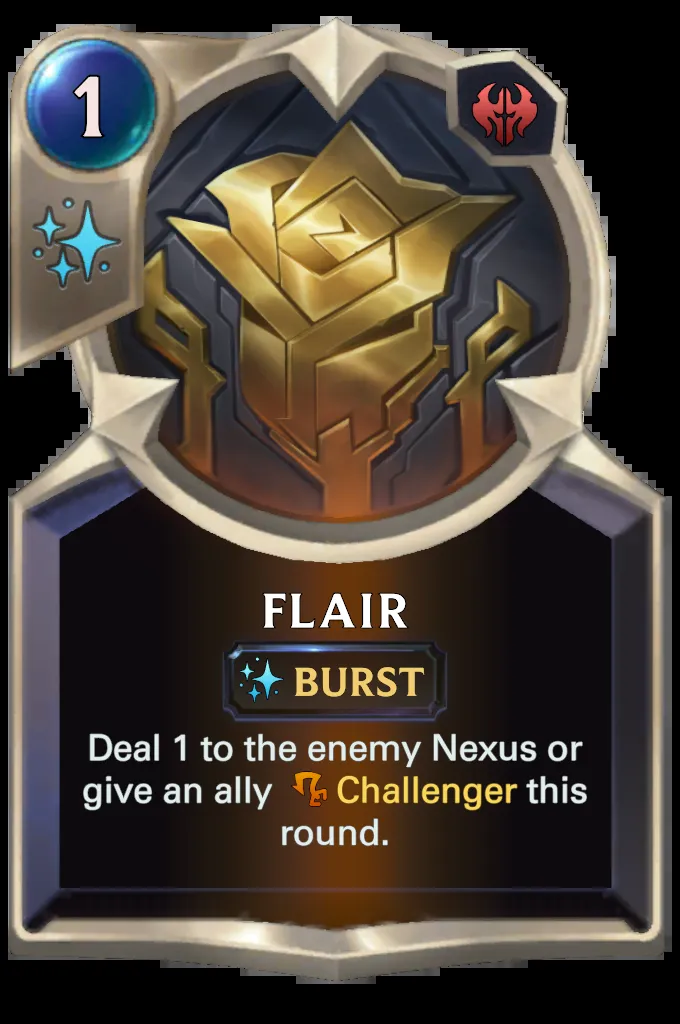 1
FLAIR
BURST
Deal 1 to the enemy Nexus or
give an ally Challenger this
round.